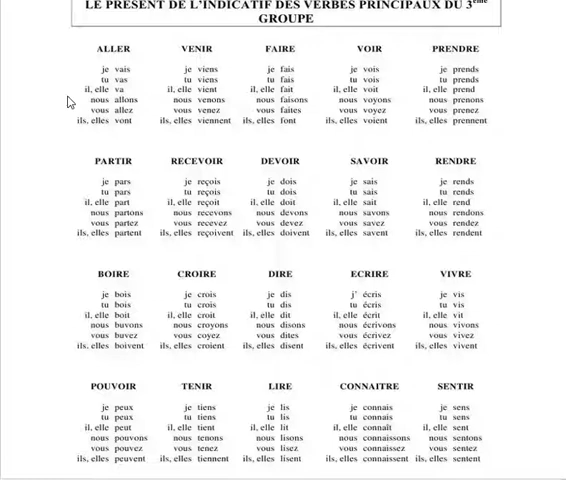 LE PRESENT DE L'INDICATIF DES VERBES PRINCIPAUX DU 3ème
GROUPE
ALLER VENIR FAIRE VOIR PRENDRE
je vais je viens je fais je vois je prends
tu vas tu viens tu fais tu vois tu prends
il, elle va il, elle vient il, elle fait il, elle voit il, elle prend
nous allons nous venons nous faisons nous voyons nous prenons
vous allez vous venez vous faites vous voyez vous prenez
ils, elles vont ils, elles viennent ils, elles font ils, elles voient ils, elles prennent
PARTIR RECEVOIR DEVOIR SAVOIR RENDRE
je pars je reçois je dois je sais je rends
tu pars tu reçois tu dois tu sais tu rends
il, elle part il, elle reçoit il, elle doit il, elle sait il, elle rend
nous partons nous recevons nous devons nous savons nous rendons
vous partez vous recevez vous devez vous savez vous rendez
ils, elles partent ils, elles reçoivent ils, elles doivent ils, elles savent ils, elles rendent
BOIRE CROIRE DIRE ECRIRE VIVRE
je bois je crois je dis j' écris je vis
tu bois tu crois tu dis tu écris tu vis
il, elle boit il, elle croit il, elle dit il, elle écrit il, elle vit
nous buvons nous croyons nous disons nous écrivons nous vivons
vous buvez vous coyez vous dites vous écrivez vous vivez
ils, elles boivent ils, elles croient ils, elles disent ils, elles écrivent ils, elles vivent
POUVOIR TENIR LIRE CONNAITRE SENTIR
je peux je tiens je lis je connais je sens
tu peux tu tiens tu lis tu connais tu sens
il, elle peut il, elle tient il, elle lit il, elle connaît il, elle sent
nous pouvons nous tenons nous lisons nous connaissons nous sentons
vous pouvez vous tenez vous lisez vous connaissez vous sentez
ils, elles peuvent ils, elles tiennent ils, elles lisent ils, elles connaissent ils, elles sentent